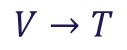 V → T